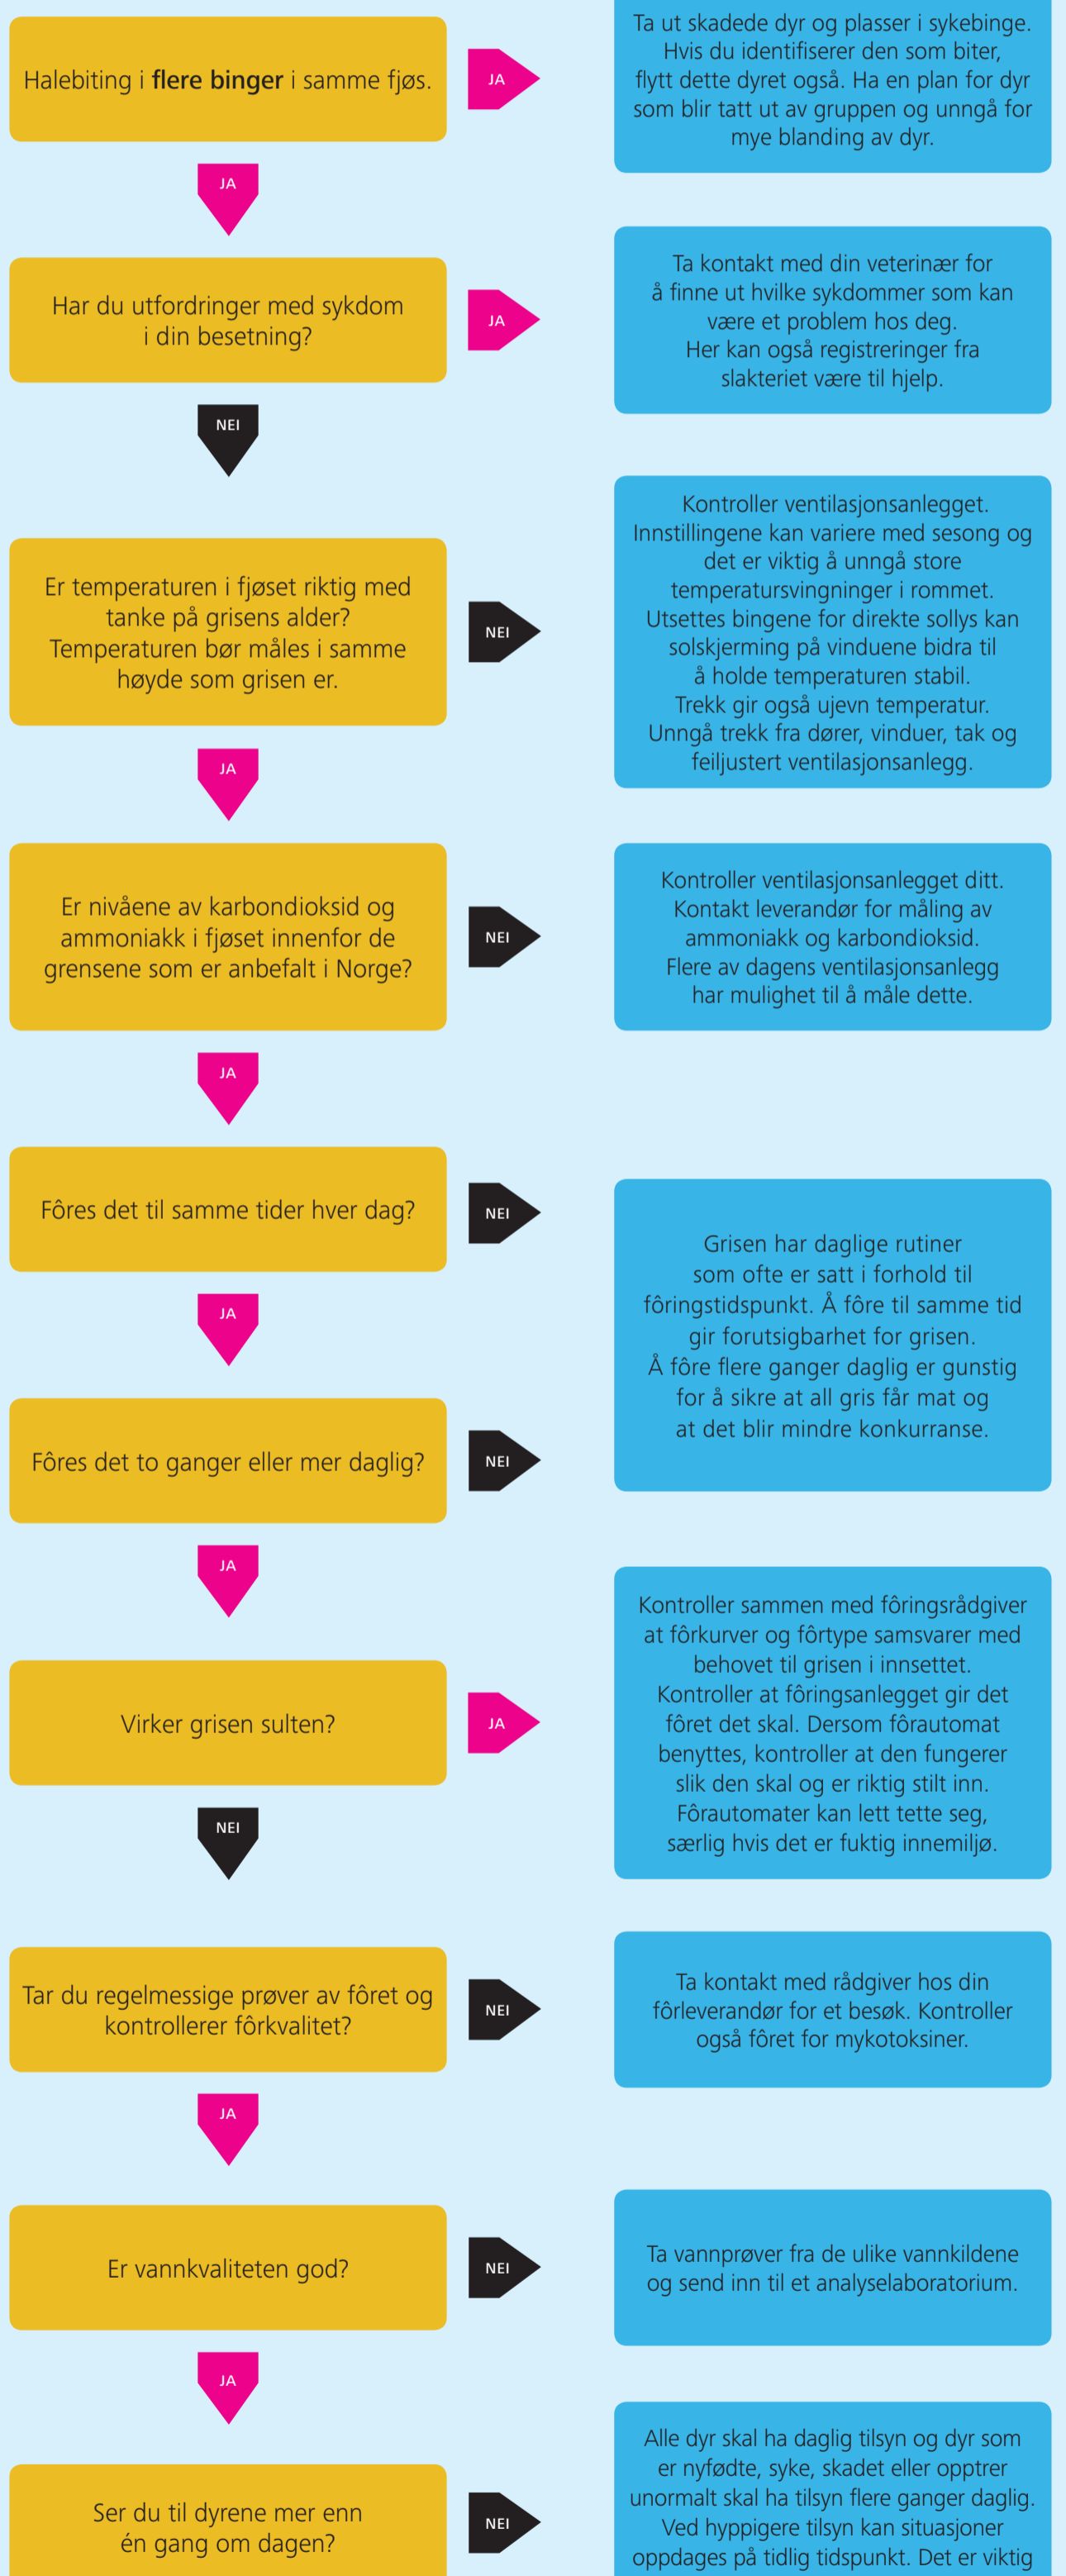 Halebiting i flere binger i samme fjøs.
JA
Ta ut skadede dyr og plasser i sykebinge.
Hvis du identifiserer den som biter,
flytt dette dyret også. Ha en plan for dyr
som blir tatt ut av gruppen og unngå for
mye blanding av dyr.
JA
Har du utfordringer med sykdom
i din besetning?
JA
Ta kontakt med din veterinær for
å finne ut hvilke sykdommer som kan
være et problem hos deg.
Her kan også registreringer fra
slakteriet være til hjelp.
NEI
Er temperaturen i fjøset riktig med
tanke på grisens alder?
Temperaturen bør måles i samme
høyde som grisen er.
NEI
Kontroller ventilasjonsanlegget.
Innstillingene kan variere med sesong og
det er viktig å unngå store
temperatursvingninger i rommet.
Utsettes bingene for direkte sollys kan
solskjerming på vinduene bidra til
å holde temperaturen stabil.
Trekk gir også ujevn temperatur.
Unngå trekk fra dører, vinduer, tak og
feiljustert ventilasjonsanlegg.
JA
Er nivåene av karbondioksid og
ammoniakk i fjøset innenfor de
grensene som er anbefalt i Norge?
NEI
Kontroller ventilasjonsanlegget ditt.
Kontakt leverandør for måling av
ammoniakk og karbondioksid.
Flere av dagens ventilasjonsanlegg
har mulighet til å måle dette.
JA
Fôres det til samme tider hver dag?
NEI
Grisen har daglige rutiner
som ofte er satt i forhold til
fôringstidspunkt. Å fôre til samme tid
gir forutsigbarhet for grisen.
Å fôre flere ganger daglig er gunstig
for å sikre at all gris får mat og
at det blir mindre konkurranse.
JA
Fôres det to ganger eller mer daglig?
NEI
JA
Virker grisen sulten?
JA
Kontroller sammen med fôringsrådgiver
at fôrkurver og fôrtype samsvarer med
behovet til grisen i innsettet.
Kontroller at fôringsanlegget gir det
fôret det skal. Dersom fôrautomat
benyttes, kontroller at den fungerer
slik den skal og er riktig stilt inn.
Fôrautomater kan lett tette seg,
særlig hvis det er fuktig innemiljø.
NEI
Tar du regelmessige prøver av fôret og
kontrollerer fôrkvalitet?
NEI
Ta kontakt med rådgiver hos din
fôrleverandør for et besøk. Kontroller
også fôret for mykotoksiner.
JA
Er vannkvaliteten god?
NEI
Ta vannprøver fra de ulike vannkildene
og send inn til et analyselaboratorium.
JA
Ser du til dyrene mer enn
én gang om dagen?
NEI
Alle dyr skal ha daglig tilsyn og dyr som
er nyfødte, syke, skadet eller opptrer
unormalt skal ha tilsyn flere ganger daglig.
Ved hyppigere tilsyn kan situasjoner
oppdages på tidlig tidspunkt. Det er viktig